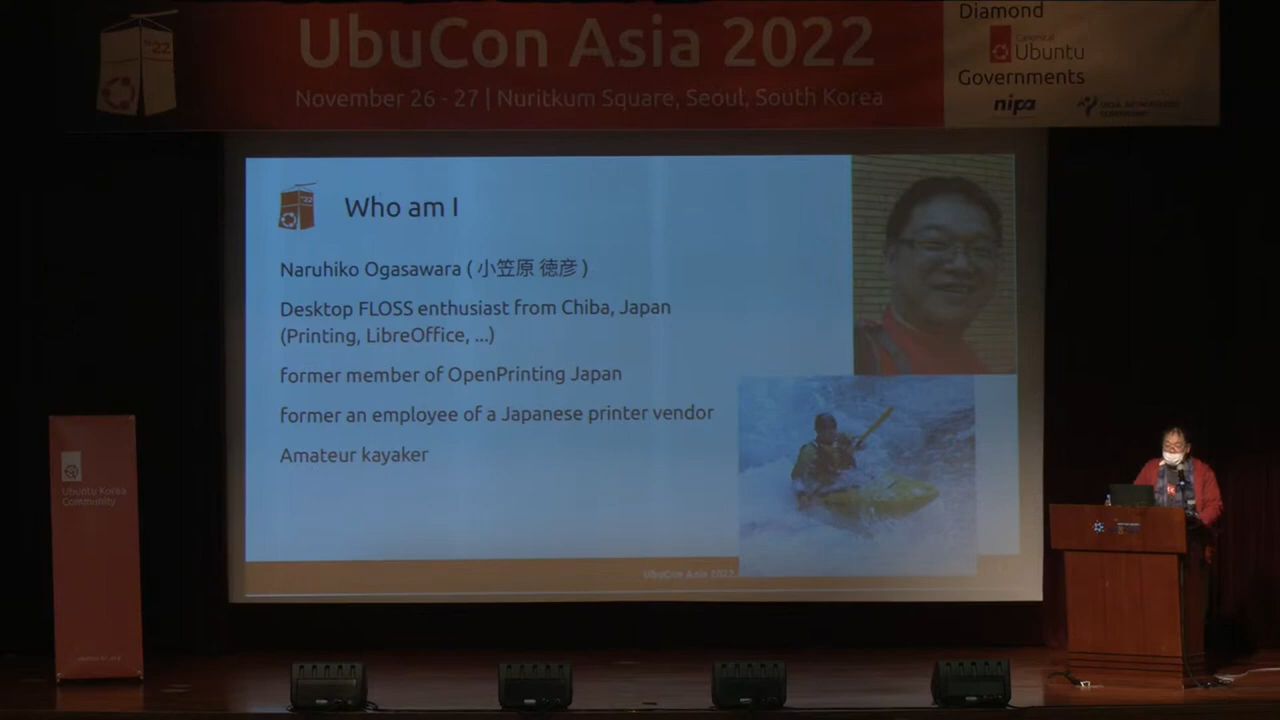 UbuCon Asia 2022
November 26 - 27 | Nuritkum Square, Seoul, South Korea
Diamond
Canonical
Ubuntu
Governments
nipa
Who am I
Naruhiko Ogasawara ( 小笠原 徳彦 )
Desktop FLOSS enthusiast from Chiba, Japan
(Printing, LibreOffice, ...)
former member of OpenPrinting Japan
former an employee of a Japanese printer vendor
Amateur kayaker
UbuCon Asia 2022
Ubuntu Korea
Community